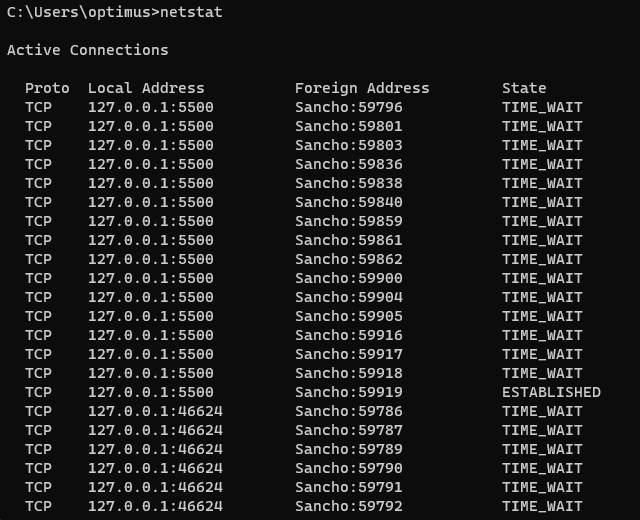 C:\Users\optimus>netstat
Active Connections
Proto  Local Address          Foreign Address        State
TCP    127.0.0.1:5500         Sancho:59796           TIME_WAIT
TCP    127.0.0.1:5500         Sancho:59801           TIME_WAIT
TCP    127.0.0.1:5500         Sancho:59803           TIME_WAIT
TCP    127.0.0.1:5500         Sancho:59836           TIME_WAIT
TCP    127.0.0.1:5500         Sancho:59838           TIME_WAIT
TCP    127.0.0.1:5500         Sancho:59840           TIME_WAIT
TCP    127.0.0.1:5500         Sancho:59859           TIME_WAIT
TCP    127.0.0.1:5500         Sancho:59861           TIME_WAIT
TCP    127.0.0.1:5500         Sancho:59862           TIME_WAIT
TCP    127.0.0.1:5500         Sancho:59900           TIME_WAIT
TCP    127.0.0.1:5500         Sancho:59904           TIME_WAIT
TCP    127.0.0.1:5500         Sancho:59905           TIME_WAIT
TCP    127.0.0.1:5500         Sancho:59916           TIME_WAIT
TCP    127.0.0.1:5500         Sancho:59917           TIME_WAIT
TCP    127.0.0.1:5500         Sancho:59918           TIME_WAIT
TCP    127.0.0.1:5500         Sancho:59919           ESTABLISHED
TCP    127.0.0.1:46624        Sancho:59786           TIME_WAIT
TCP    127.0.0.1:46624        Sancho:59787           TIME_WAIT
TCP    127.0.0.1:46624        Sancho:59789           TIME_WAIT
TCP    127.0.0.1:46624        Sancho:59790           TIME_WAIT
TCP    127.0.0.1:46624        Sancho:59791           TIME_WAIT
TCP    127.0.0.1:46624        Sancho:59792           TIME_WAIT